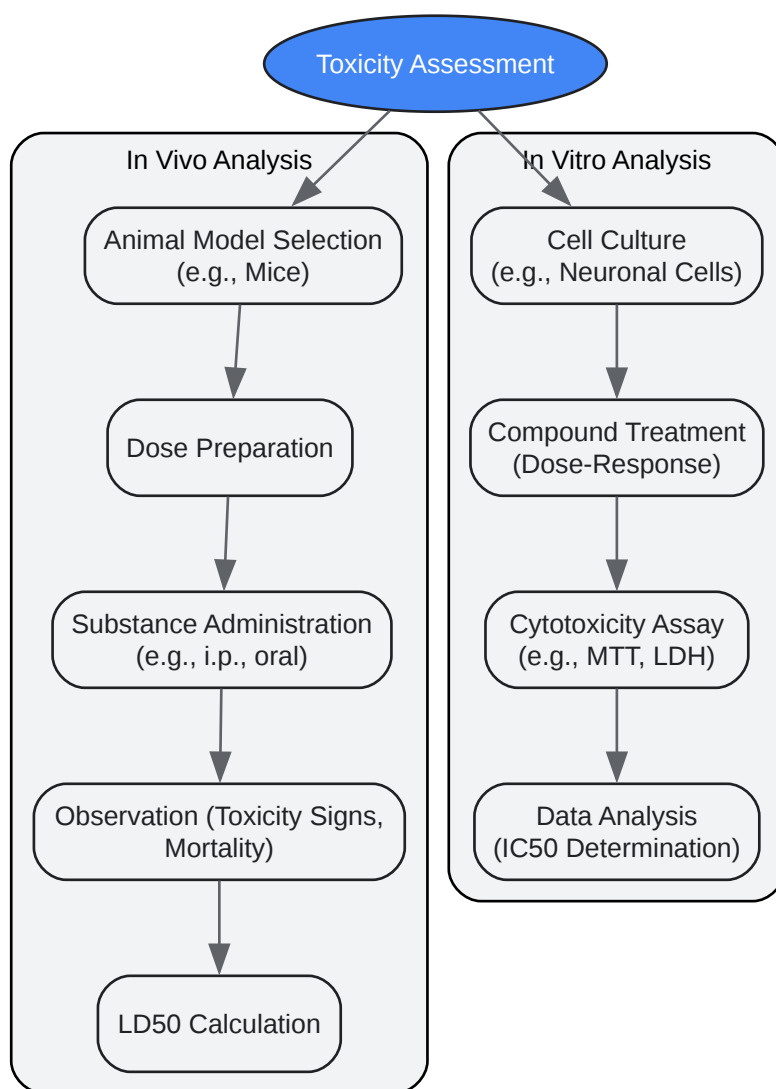 Toxicity Assessment
In Vivo Analysis
Animal Model Selection
(e.g., Mice)
Dose Preparation
Substance Administration
(e.g., i.p., oral)
Observation (Toxicity Signs,
Mortality)
LD50 Calculation
In Vitro Analysis
Cell Culture
(e.g., Neuronal Cells)
Compound Treatment
(Dose-Response)
Cytotoxicity Assay
(e.g., MTT, LDH)
Data Analysis
(IC50 Determination)